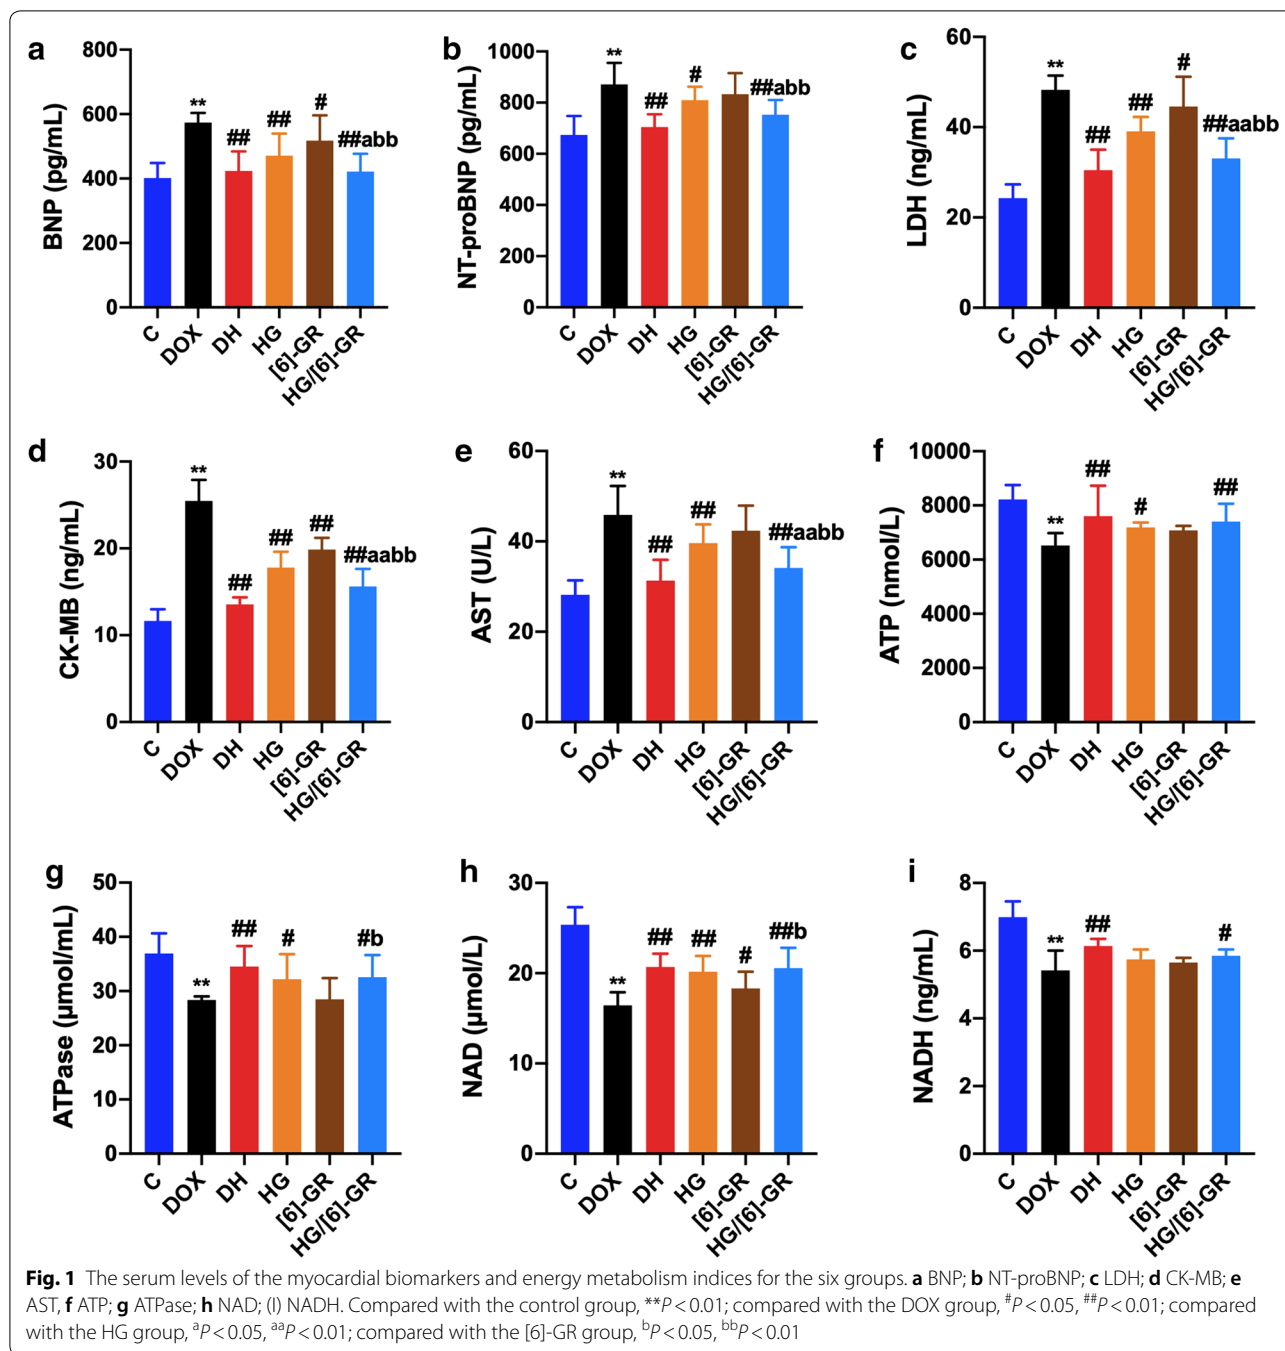 a
800
600
400
200
0
BNP (pg/mL)
**
##
##
#
##abb
C
DOX
DH
HG
[6]-GR
HG/[6]-GR
b
1000
800
600
400
200
0
NT-proBNP (pg/mL)
**
##
#
##abb
C
DOX
DH
HG
[6]-GR
HG/[6]-GR
c
60
40
20
0
LDH (ng/mL)
**
##
##
#
##aabb
C
DOX
DH
HG
[6]-GR
HG/[6]-GR
d
30
20
10
0
CK-MB (ng/mL)
**
##
##
##
##aabb
C
DOX
DH
HG
[6]-GR
HG/[6]-GR
e
60
40
20
0
AST (U/L)
**
##
##
##aabb
C
DOX
DH
HG
[6]-GR
HG/[6]-GR
f
10000
8000
6000
4000
2000
0
ATP (nmol/L)
**
##
#
##
C
DOX
DH
HG
[6]-GR
HG/[6]-GR
g
50
40
30
20
10
0
ATPase (μmol/mL)
**
##
#
#b
C
DOX
DH
HG
[6]-GR
HG/[6]-GR
h
30
20
10
0
NAD (μmol/L)
**
##
##
#
##b
C
DOX
DH
HG
[6]-GR
HG/[6]-GR
i
8
6
4
2
0
NADH (ng/mL)
**
##
#
C
DOX
DH
HG
[6]-GR
HG/[6]-GR
Fig. 1 The serum levels of the myocardial biomarkers and energy metabolism indices for the six groups. a BNP; b NT-proBNP; c LDH; d CK-MB; e
AST, f ATP; g ATPase; h NAD; (I) NADH. Compared with the control group, **P < 0.01; compared with the DOX group, #P < 0.05, ##P < 0.01; compared
with the HG group, aP < 0.05, aaP < 0.01; compared with the [6]-GR group, bP < 0.05, bbP < 0.01